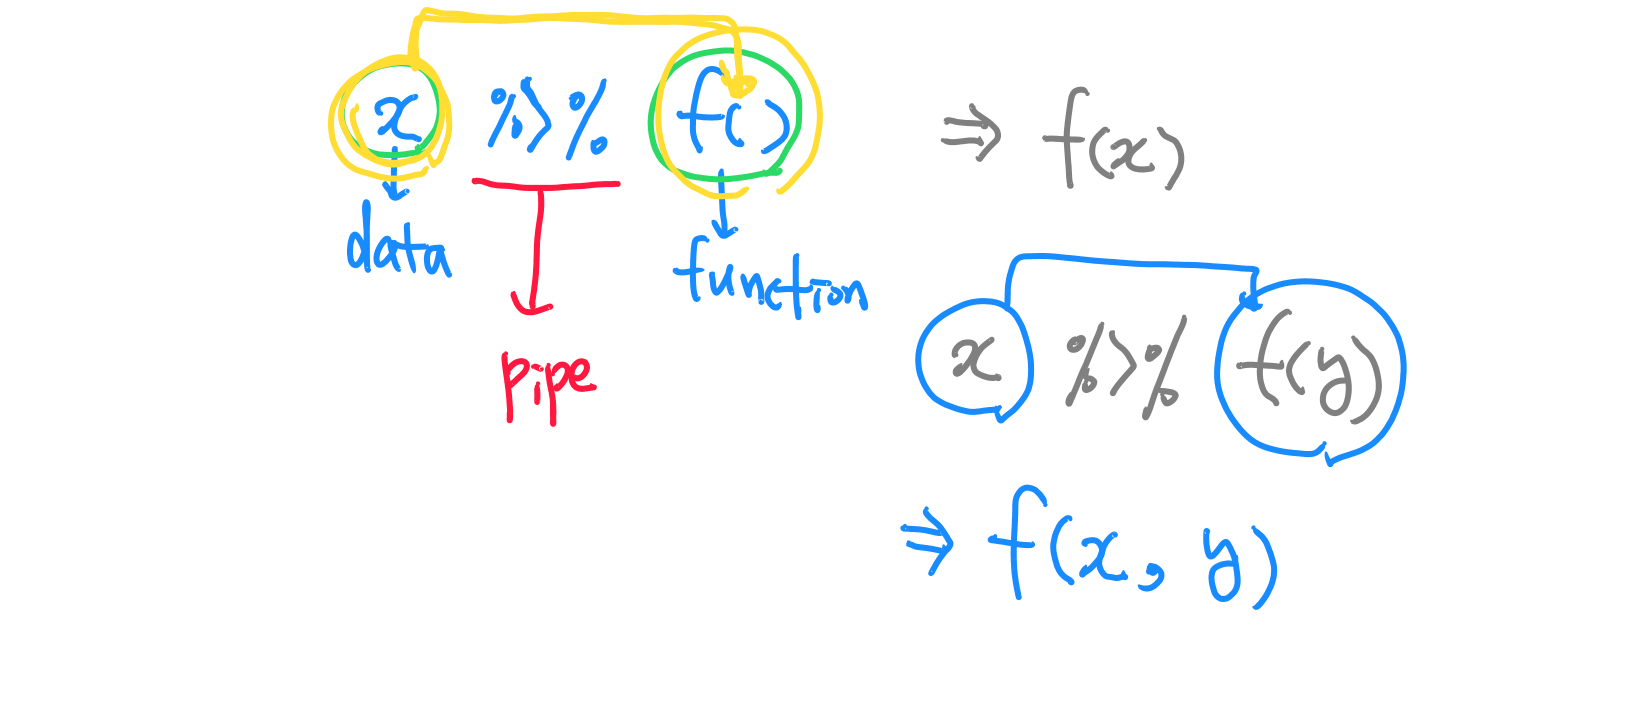 x %>% f( ) ⇒ f(x)
data
function
pipe
x %>% f(y)
⇒ f(x, y)